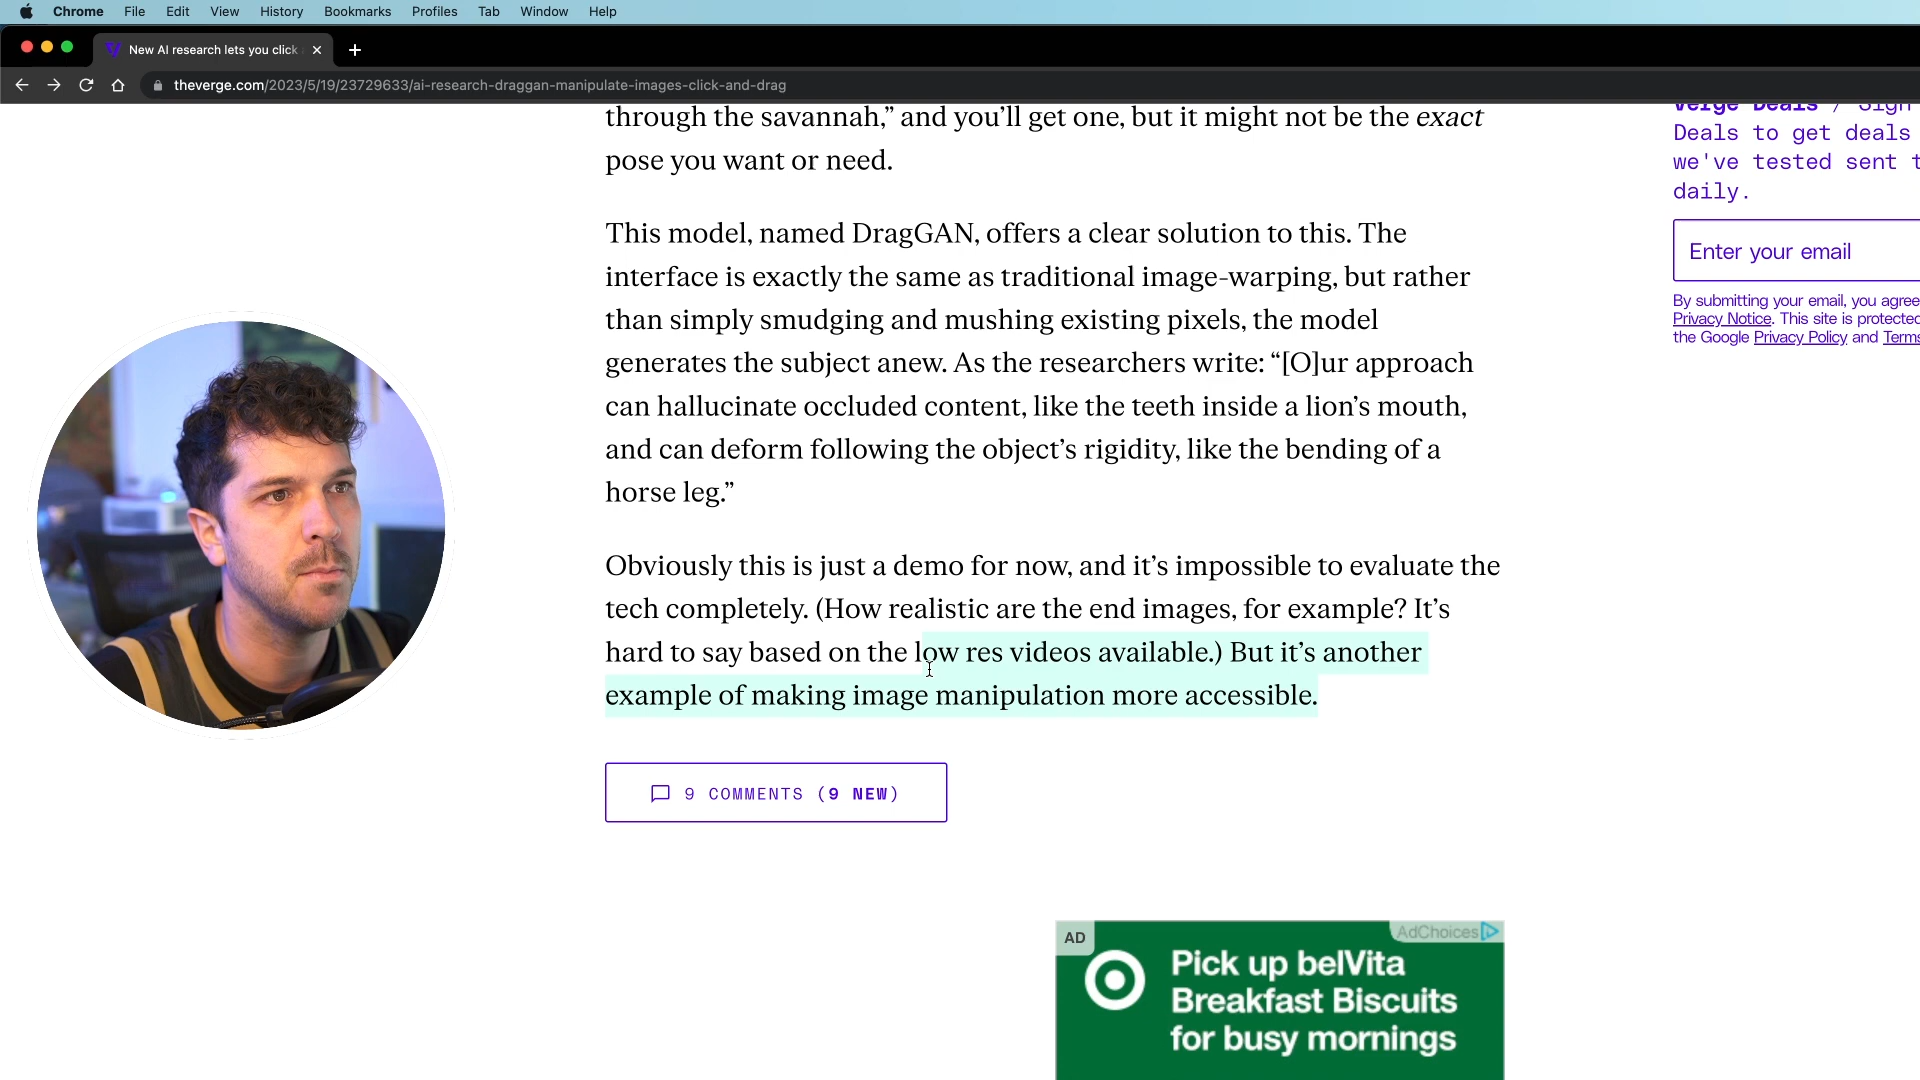 Chrome File Edit View History Bookmarks Profiles Tab Window Help
New AI research lets you click
theverge.com/2023/5/19/23729633/ai-research-draggan-manipulate-images-click-and-drag
through the savannah,” and you’ll get one, but it might not be the exact
pose you want or need.
This model, named DragGAN, offers a clear solution to this. The
interface is exactly the same as traditional image-warping, but rather
than simply smudging and mushing existing pixels, the model
generates the subject anew. As the researchers write: “[O]ur approach
can hallucinate occluded content, like the teeth inside a lion’s mouth,
and can deform following the object’s rigidity, like the bending of a
horse leg.”
Obviously this is just a demo for now, and it’s impossible to evaluate the
tech completely. (How realistic are the end images, for example? It’s
hard to say based on the low res videos available.) But it’s another
example of making image manipulation more accessible.
9 COMMENTS (9 NEW)
Verge Deals / Sign
Deals to get deals
we've tested sent t
daily.
Enter your email
By submitting your email, you agree
Privacy Notice. This site is protected
the Google Privacy Policy and Terms
AD
AdChoices
Pick up belVita
Breakfast Biscuits
for busy mornings